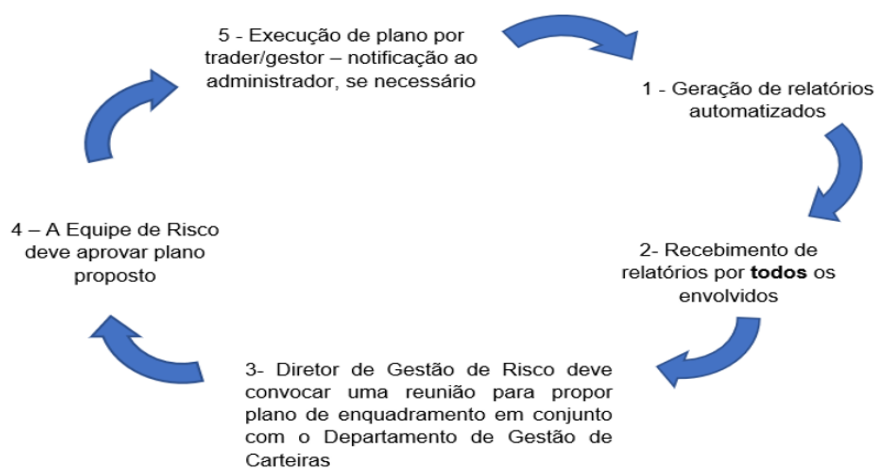 5 - Execução de plano por
trader/gestor – notificação ao
administrador, se necessário
1 - Geração de relatórios
automatizados
2- Recebimento de
relatórios por todos os
envolvidos
3- Diretor de Gestão de Risco deve
convocar uma reunião para propor
plano de enquadramento em conjunto
com o Departamento de Gestão de
Carteiras
4 – A Equipe de Risco
deve aprovar plano
proposto